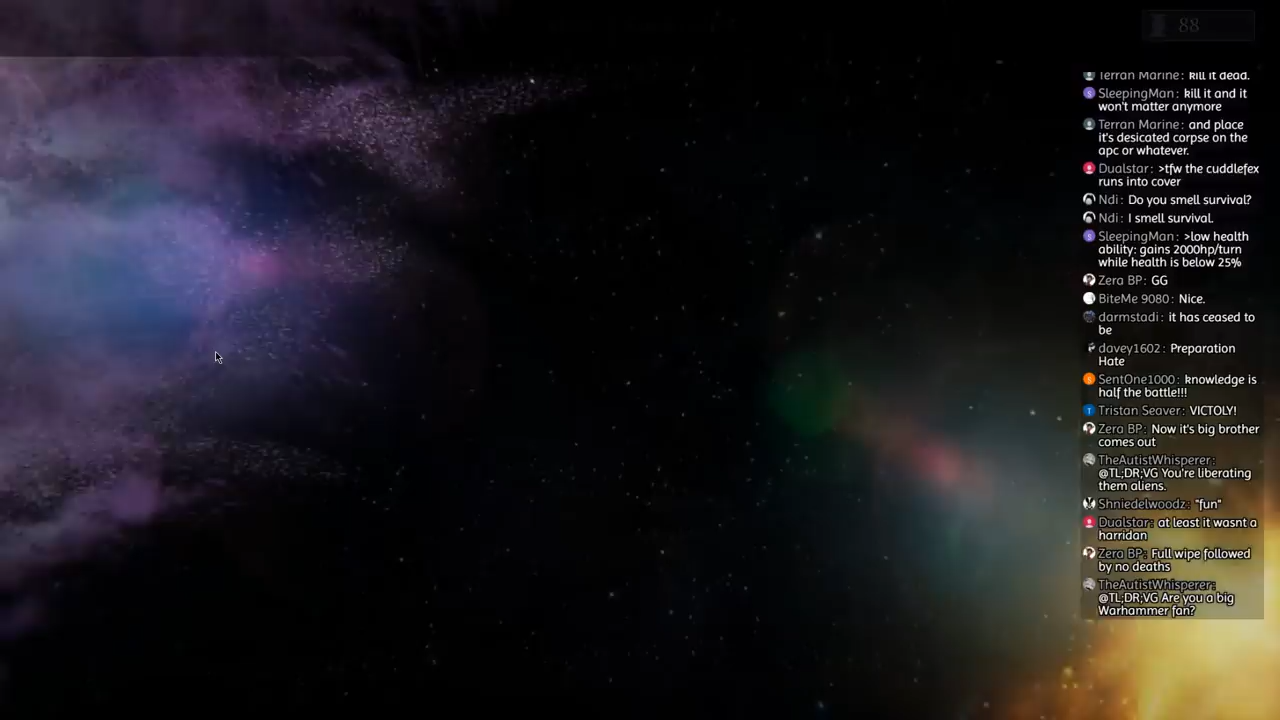 88
Terran Marine: kill it dead.
SleepingMan: kill it and it
won't matter anymore
Terran Marine: and place
it's desicated corpse on the
apc or whatever.
Dualstar: >tfw the cuddlefex
runs into cover
Ndi: Do you smell survival?
Ndi: I smell survival.
SleepingMan: >low health
ability: gains 2000hp/turn
while health is below 25%
Zera BP: GG
BiteMe 9080: Nice.
darmstadi: it has ceased to
be
davey1602: Preparation
Hate
SentOne1000: knowledge is
half the battle!!!
Tristan Seaver: VICTOLY!
Zera BP: Now it's big brother
comes out
TheAutistWhisperer:
@TL;DR;VG You're liberating
them aliens.
Shniedelwoodz: "fun"
Dualstar: at least it wasnt a
harridan
Zera BP: Full wipe followed
by no deaths
TheAutistWhisperer:
@TL;DR;VG Are you a big
Warhammer fan?